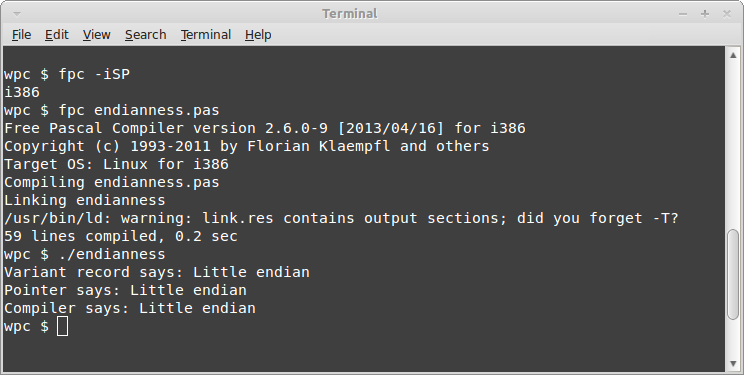 Terminal
File Edit View Search Terminal Help
wpc $ fpc -iSP
i386
wpc $ fpc endianness.pas
Free Pascal Compiler version 2.6.0-9 [2013/04/16] for i386
Copyright (c) 1993-2011 by Florian Klaempfl and others
Target OS: Linux for i386
Compiling endianness.pas
Linking endianness
/usr/bin/ld: warning: link.res contains output sections; did you forget -T?
59 lines compiled, 0.2 sec
wpc $ ./endianness
Variant record says: Little endian
Pointer says: Little endian
Compiler says: Little endian
wpc $